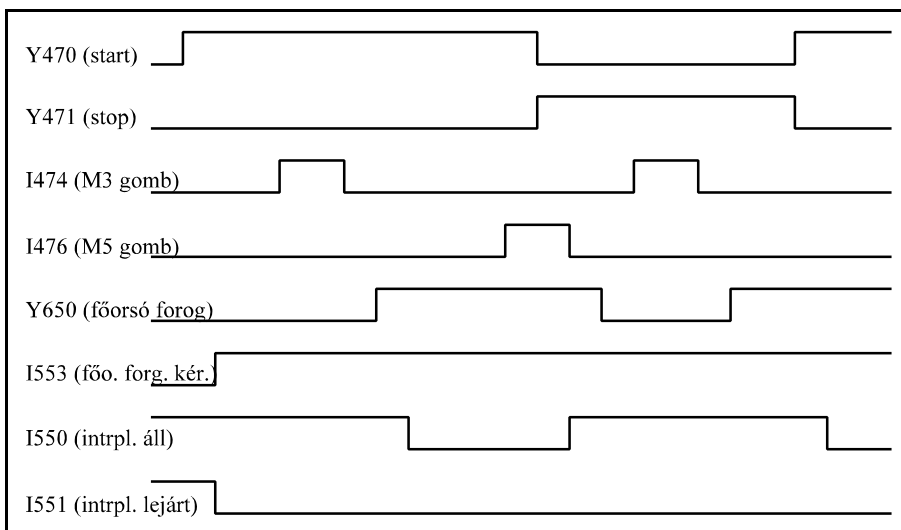 Y470 (start)
Y471 (stop)
I474 (M3 gomb)
I476 (M5 gomb)
Y650 (főorsó forog)
I553 (főo. forg. kér.)
I550 (intrpl. áll)
I551 (intrpl. lejárt)